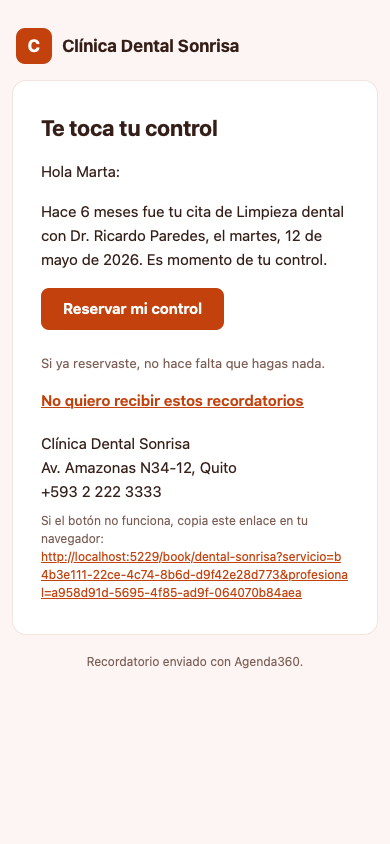 C
Clínica Dental Sonrisa
Te toca tu control
Hola Marta:
Hace 6 meses fue tu cita de Limpieza dental
con Dr. Ricardo Paredes, el martes, 12 de
mayo de 2026. Es momento de tu control.
Reservar mi control
Si ya reservaste, no hace falta que hagas nada.
No quiero recibir estos recordatorios
Clínica Dental Sonrisa
Av. Amazonas N34-12, Quito
+593 2 222 3333
Si el botón no funciona, copia este enlace en tu
navegador:
http://localhost:5229/book/dental-sonrisa?servicio=b
4b3e111-22ce-4c74-8b6d-d9f42e28d773&profesiona
l=a958d91d-5695-4f85-ad9f-064070b84aea
Recordatorio enviado con Agenda360.